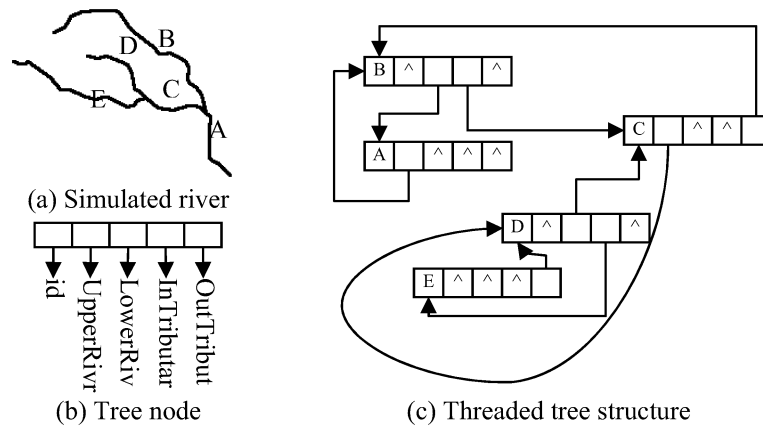 D B
E C
A
(a) Simulated river
id
UpperRivr
LowerRiv
InTributar
OutTribut
(b) Tree node
B ^ ^
A ^ ^ ^
C ^ ^
D ^ ^
E ^ ^ ^
(c) Threaded tree structure